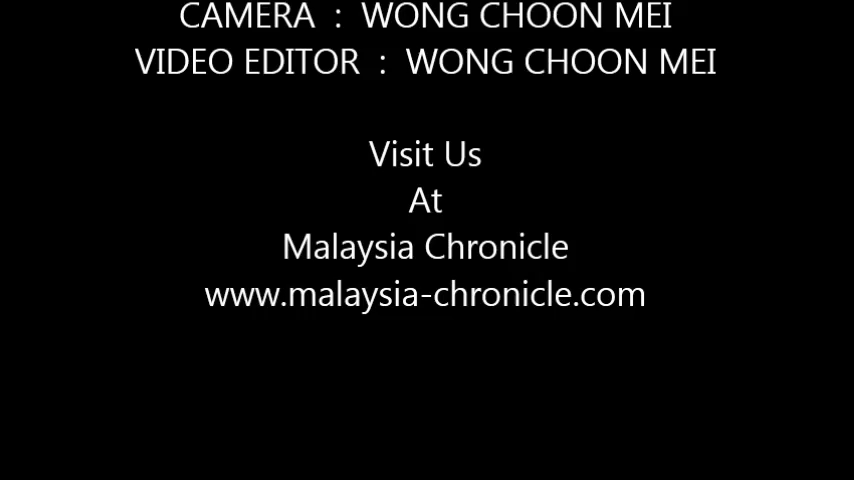 CAMERA : WONG CHOON MEI
VIDEO EDITOR : WONG CHOON MEI
Visit Us
At
Malaysia Chronicle
www.malaysia-chronicle.com